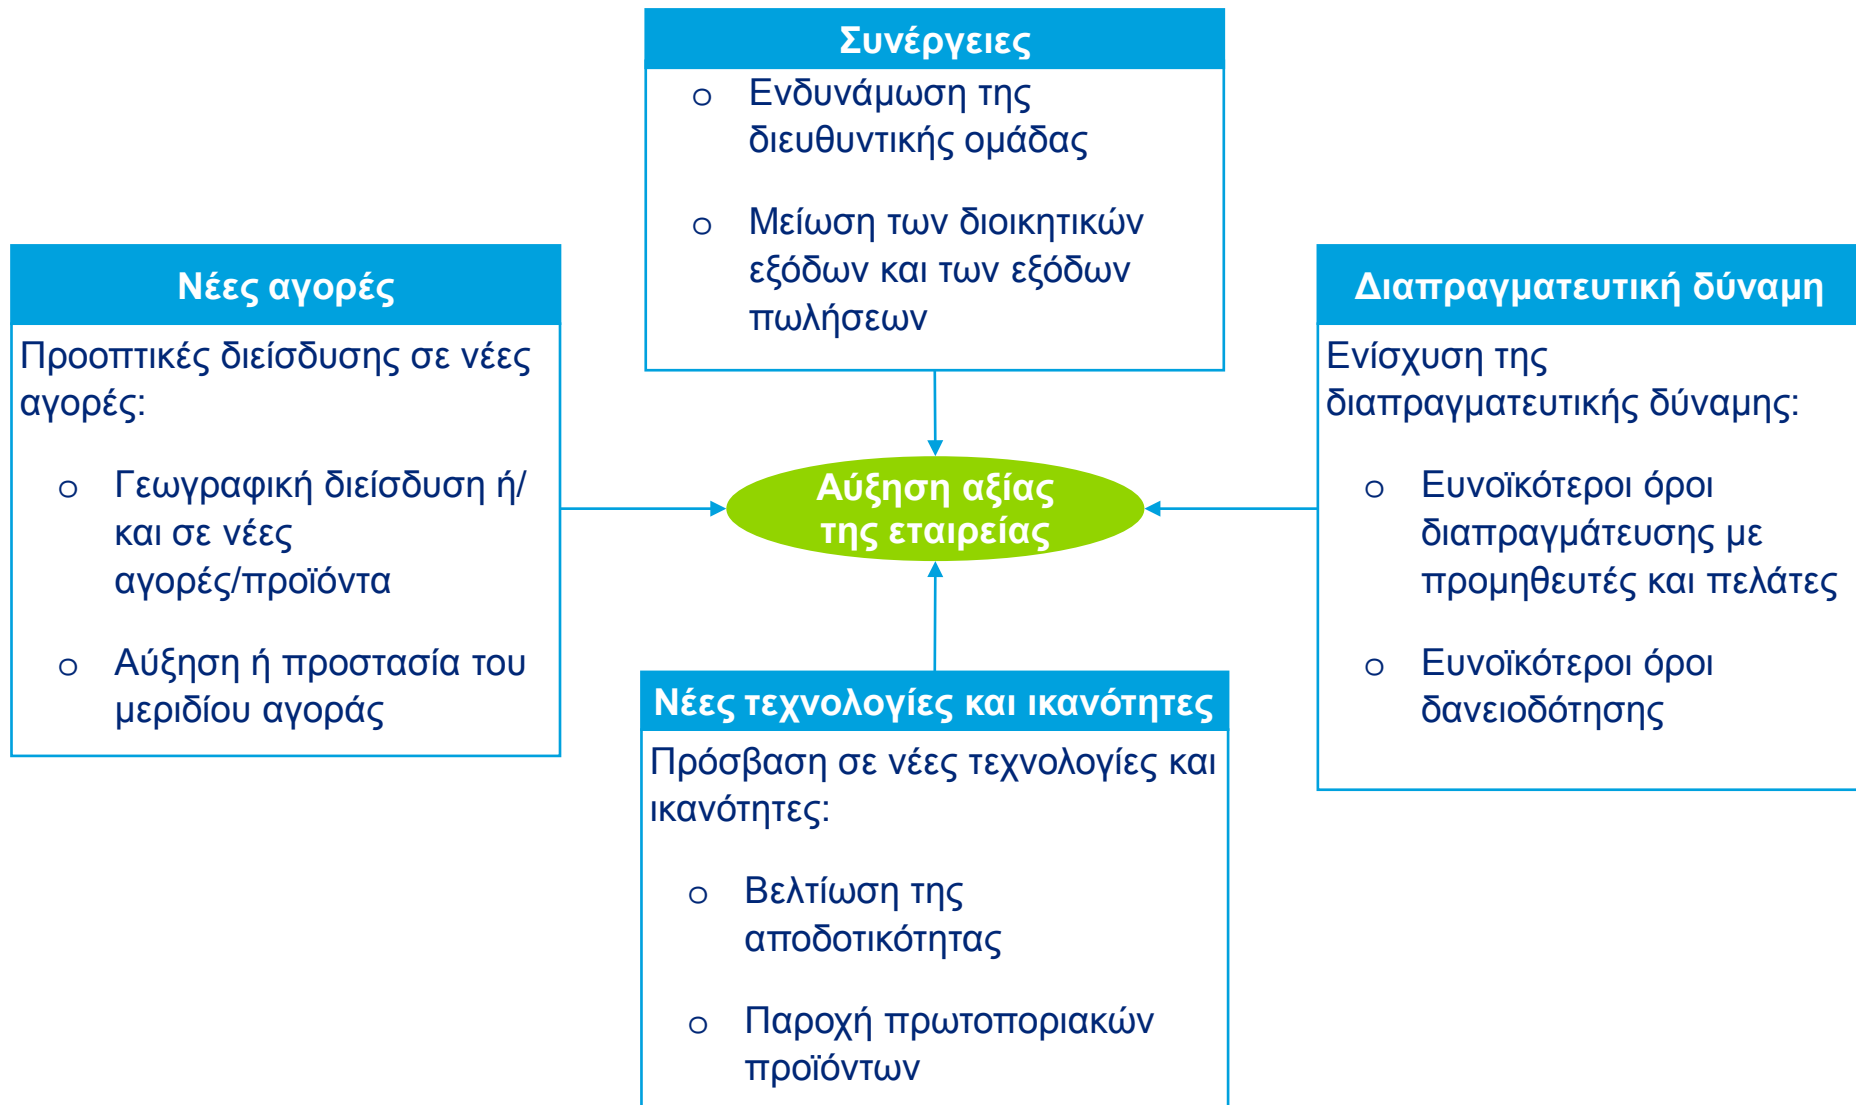 Συνέργειες
o Ενδυνάμωση της
διευθυντικής ομάδας
o Μείωση των διοικητικών
εξόδων και των εξόδων
πωλήσεων
Νέες αγορές
Προοπτικές διείσδυσης σε νέες
αγορές:
o Γεωγραφική διείσδυση ή/
και σε νέες
αγορές/προϊόντα
o Αύξηση ή προστασία του
μεριδίου αγοράς
Αύξηση αξίας
της εταιρείας
Διαπραγματευτική δύναμη
Ενίσχυση της
διαπραγματευτικής δύναμης:
o Ευνοϊκότεροι όροι
διαπραγμάτευσης με
προμηθευτές και πελάτες
o Ευνοϊκότεροι όροι
δανειοδότησης
Νέες τεχνολογίες και ικανότητες
Πρόσβαση σε νέες τεχνολογίες και
ικανότητες:
o Βελτίωση της
αποδοτικότητας
o Παροχή πρωτοποριακών
προϊόντων